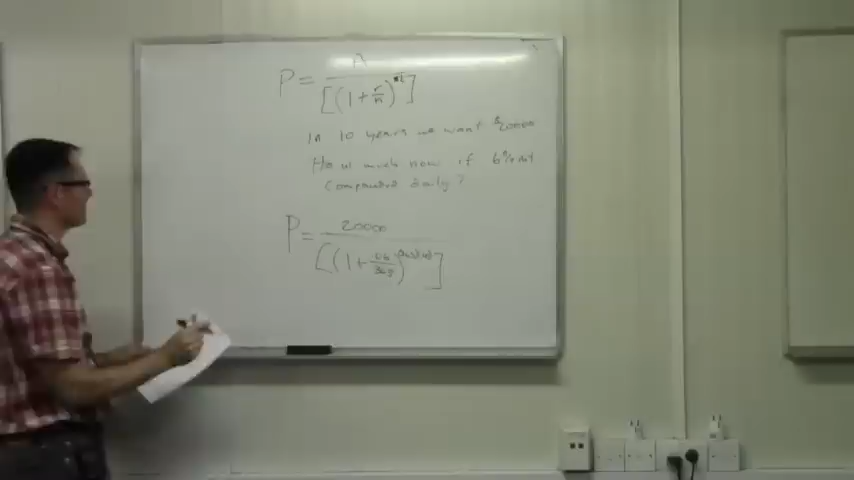 P = A / [(1 + r/n)^nt]
In 10 years we want $20000
How much now if 6% int
compounded daily?
P = 20000 / [(1 + .06/365)^(365)(10)]